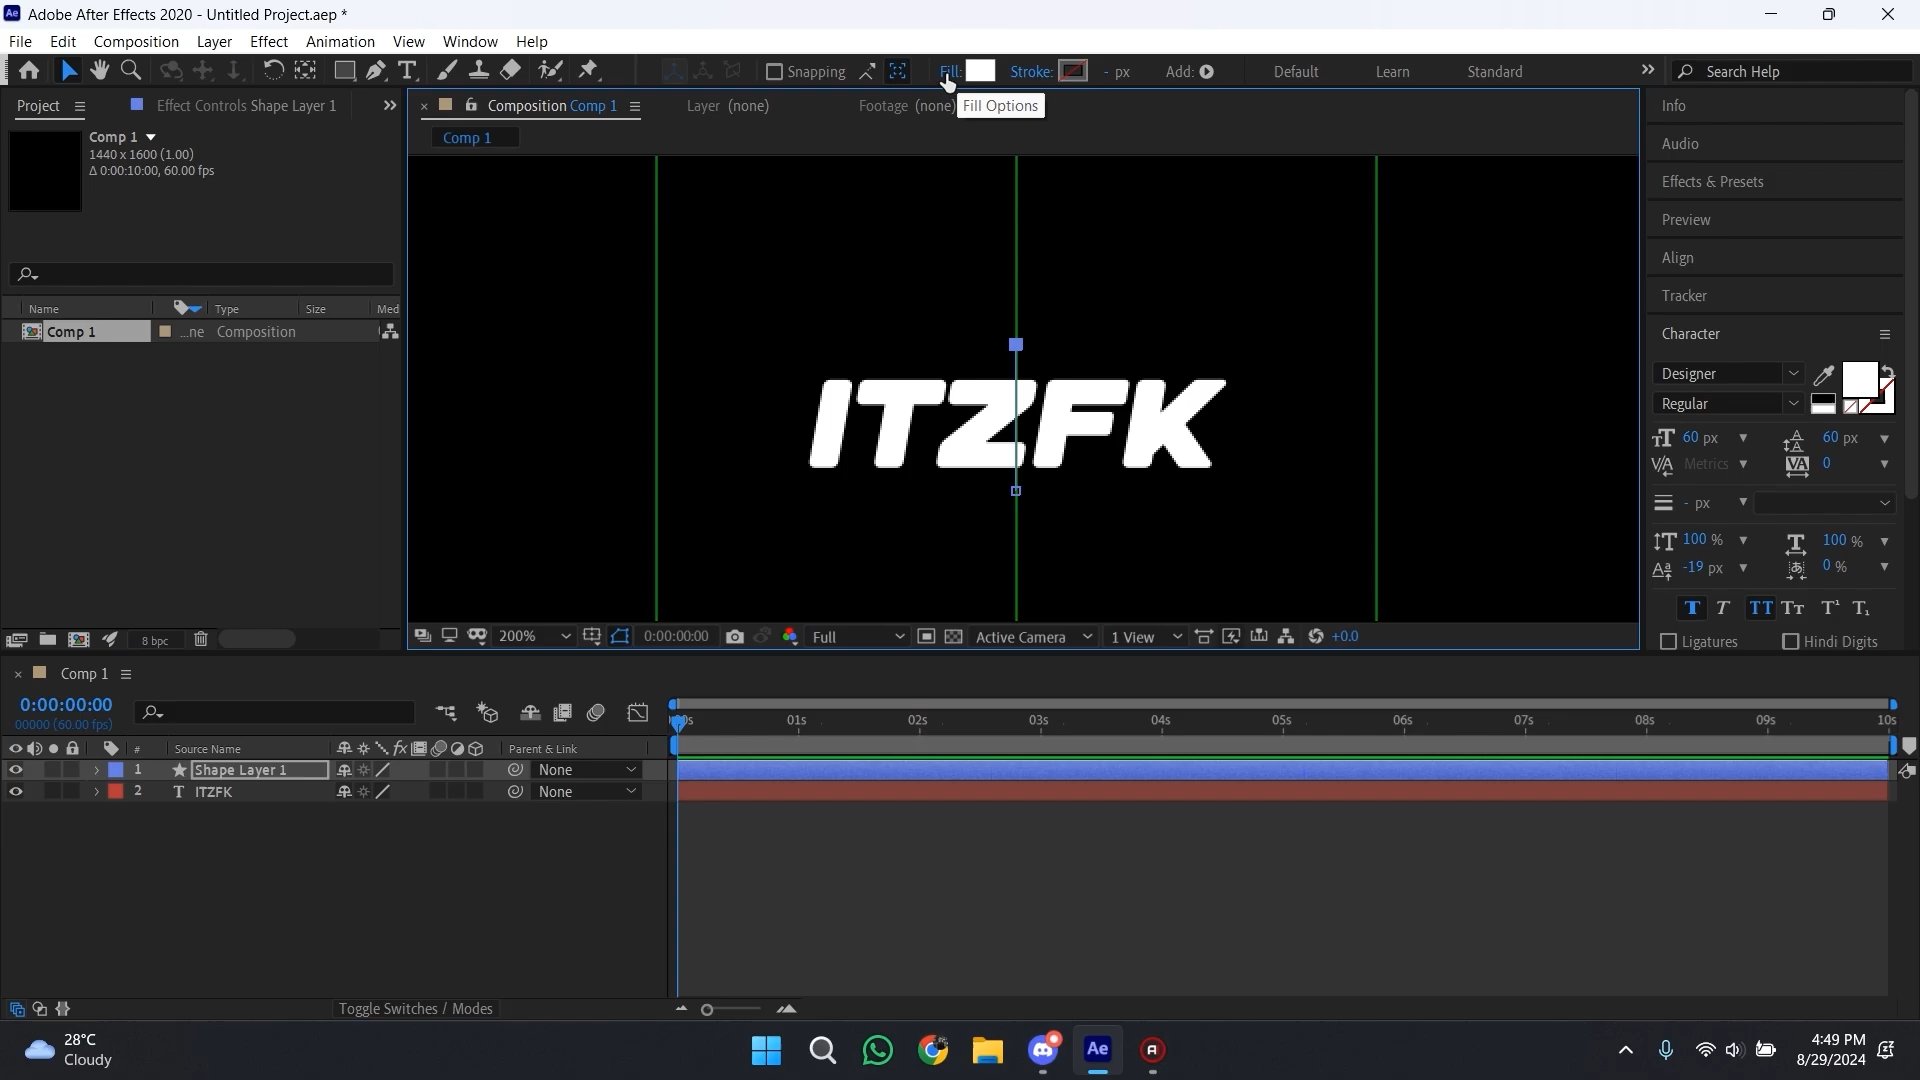 Adobe After Effects 2020 - Untitled Project.aep *
File Edit Composition Layer Effect Animation View Window Help
Snapping Fill: Stroke: - px Add: Default Learn Standard Search Help
Project Effect Controls Shape Layer 1 Composition Comp 1 Layer (none) Footage (none) Fill Options Info
Comp 1
1440 x 1600 (1.00)
Δ 0:00:10:00, 60.00 fps
Comp 1
Audio
Effects & Presets
Preview
Align
Tracker
Character
Name Type Size Med
Comp 1 ...ne Composition
Designer
Regular
ITZFK
60 px 60 px
Metrics 0
- px
100 % 100 %
-19 px 0 %
T T TT Tr T¹ T₁
Ligatures Hindi Digits
8 bpc 200% 0:00:00:00 Full Active Camera 1 View +0.0
Comp 1
0:00:00:00
00000 (60.00 fps)
01s 02s 03s 04s 05s 06s 07s 08s 09s 10s
# Source Name Parent & Link
1 Shape Layer 1 None
2 T ITZFK None
Toggle Switches / Modes
28°C
Cloudy
Ae
4:49 PM
8/29/2024